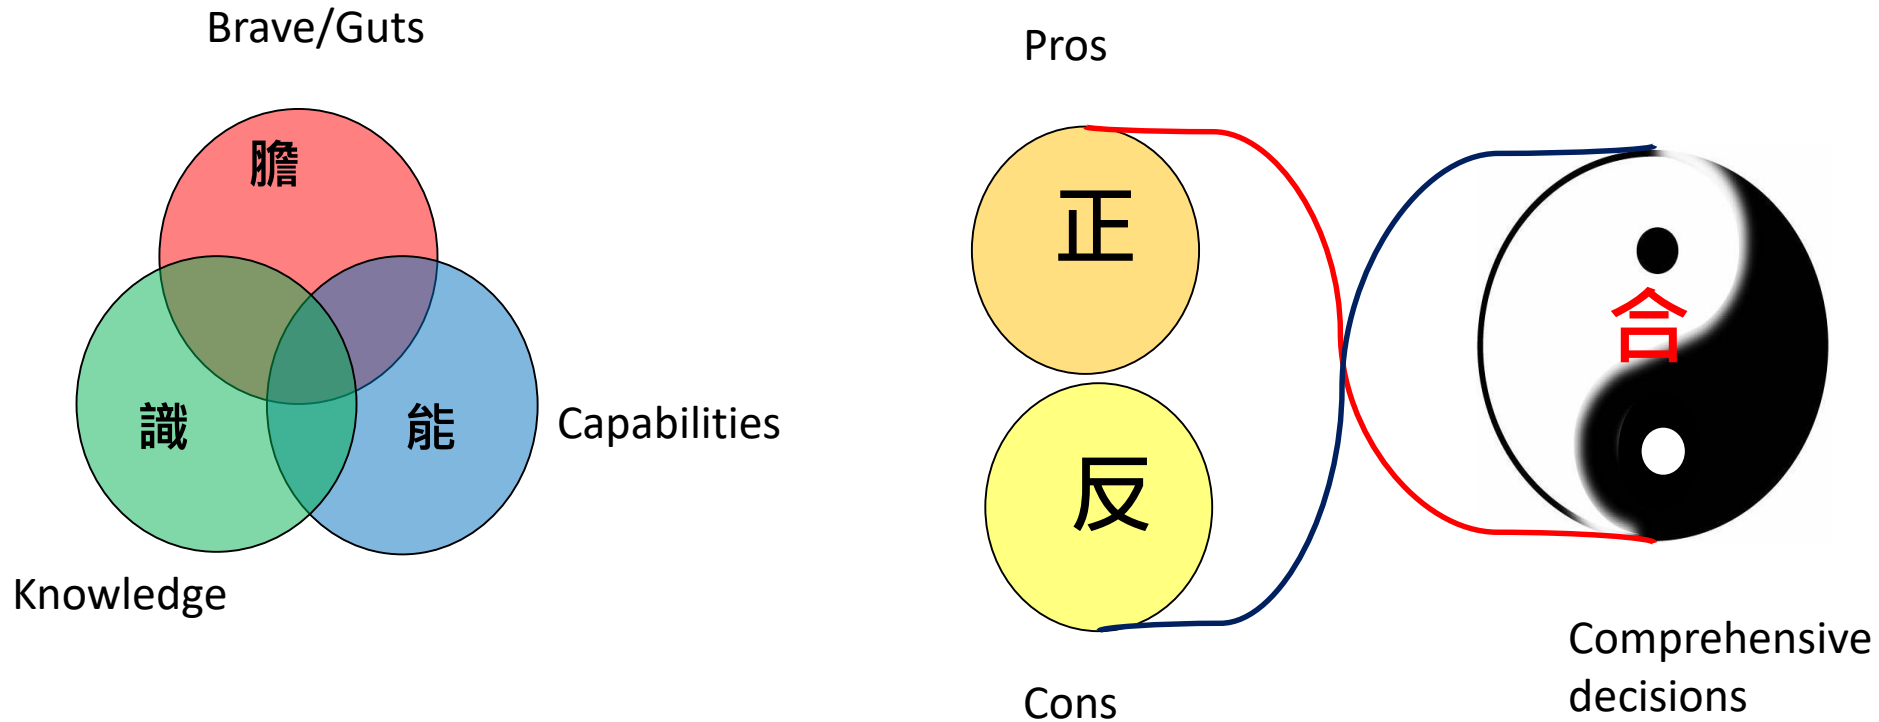 Brave/Guts
膽
識
能
Capabilities
Knowledge
Pros
正
反
Cons
合
Comprehensive
decisions